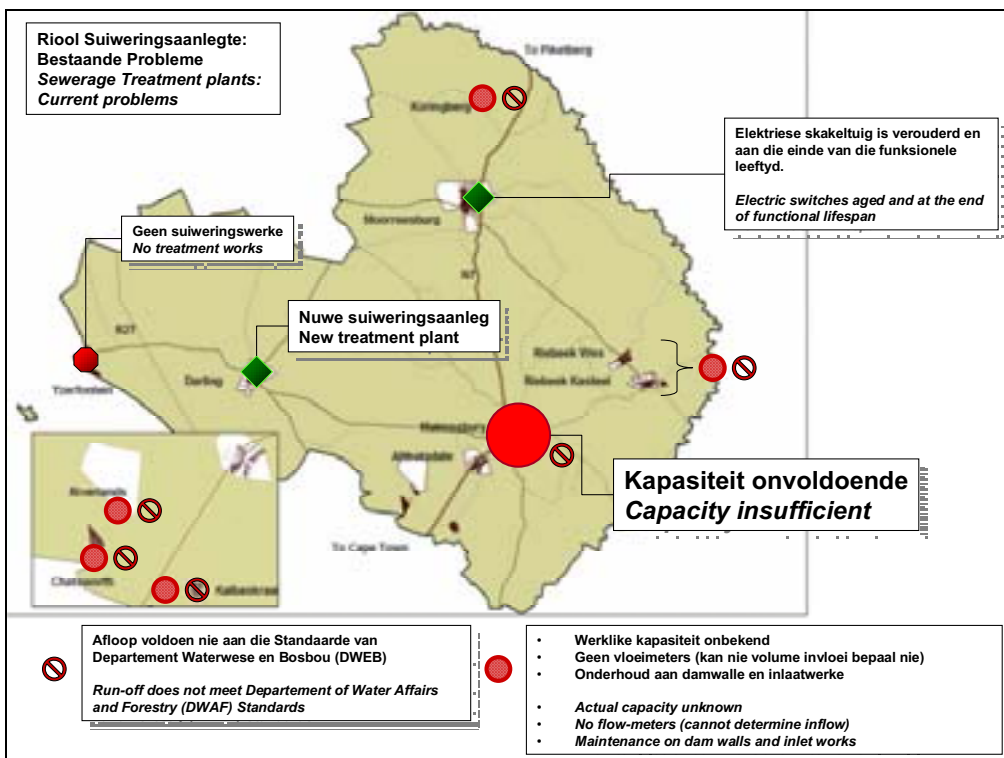 Riool Suiweringsaanlegte:
Bestaande Probleme
Sewerage Treatment plants:
Current problems
To Piketberg
Koringberg
Elektriese skakeltuig is verouderd en
aan die einde van die funksionele
leeftyd.
Electric switches aged and at the end
of functional lifespan
Moorreesburg
Geen suiweringswerke
No treatment works
N7
R27
Nuwe suiweringsaanleg
New treatment plant
Riebeek Wes
Riebeek Kasteel
Yzerfontein
Darling
Malmesbury
Abbotsdale
Kapasiteit onvoldoende
Capacity insufficient
Riverlands
To Cape Town
Chatsworth
Kalbaskraal
Afloop voldoen nie aan die Standaarde van
Departement Waterwese en Bosbou (DWEB)
Run-off does not meet Departement of Water Affairs
and Forestry (DWAF) Standards
• Werklike kapasiteit onbekend
• Geen vloeimeters (kan nie volume invloei bepaal nie)
• Onderhoud aan damwalle en inlaatwerke
• Actual capacity unknown
• No flow-meters (cannot determine inflow)
• Maintenance on dam walls and inlet works